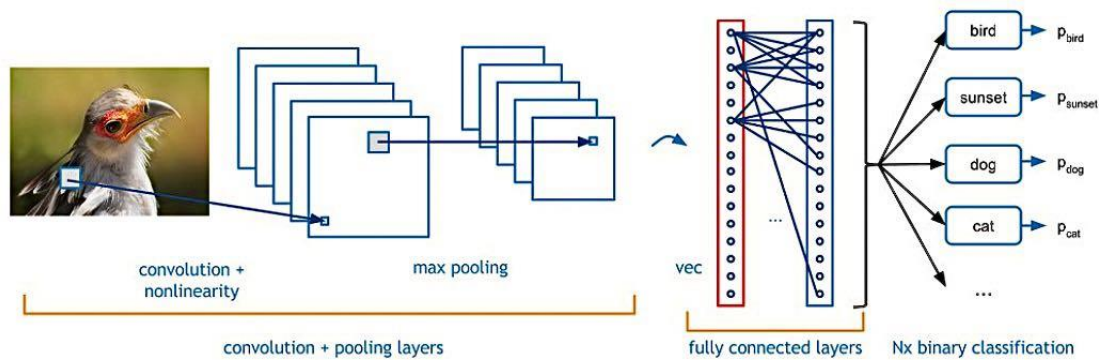 bird
p_bird
sunset
p_sunset
dog
p_dog
cat
p_cat
...
...
convolution +
nonlinearity
max pooling
vec
convolution + pooling layers
fully connected layers
Nx binary classification